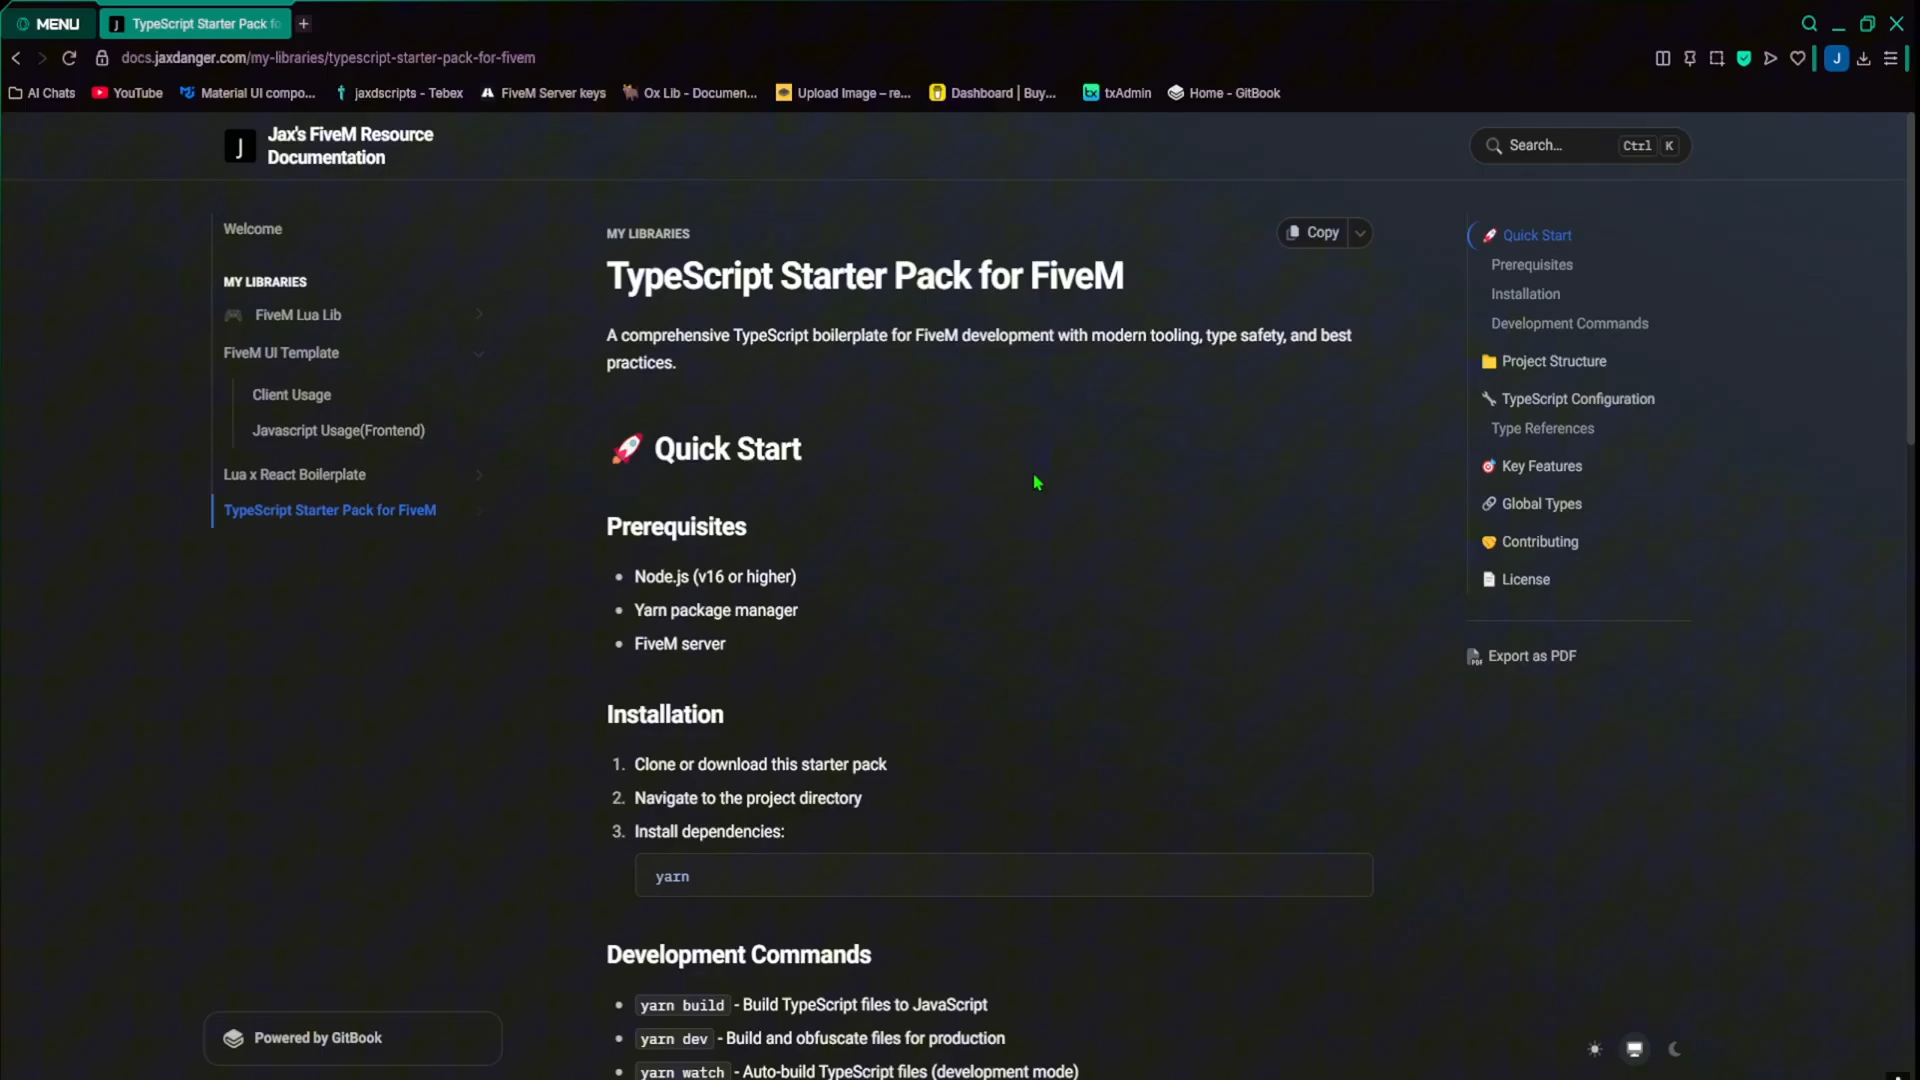 MENU
TypeScript Starter Pack fo
docs.jaxdanger.com/my-libraries/typescript-starter-pack-for-fivem
J
AI Chats
YouTube
Material UI compo...
jaxdscripts - Tebex
FiveM Server keys
Ox Lib - Documen...
Upload Image – re...
Dashboard | Buy...
txAdmin
Home - GitBook
J
Jax's FiveM Resource
Documentation
Search...
Ctrl
K
Welcome
MY LIBRARIES
FiveM Lua Lib
FiveM UI Template
Client Usage
Javascript Usage(Frontend)
Lua x React Boilerplate
TypeScript Starter Pack for FiveM
Powered by GitBook
MY LIBRARIES
Copy
TypeScript Starter Pack for FiveM
A comprehensive TypeScript boilerplate for FiveM development with modern tooling, type safety, and best
practices.
🚀 Quick Start
Prerequisites
• Node.js (v16 or higher)
• Yarn package manager
• FiveM server
Installation
1. Clone or download this starter pack
2. Navigate to the project directory
3. Install dependencies:
yarn
Development Commands
• yarn build - Build TypeScript files to JavaScript
• yarn dev - Build and obfuscate files for production
• yarn watch - Auto-build TypeScript files (development mode)
🚀 Quick Start
Prerequisites
Installation
Development Commands
📁 Project Structure
🔧 TypeScript Configuration
Type References
🎯 Key Features
🔗 Global Types
🤝 Contributing
📄 License
Export as PDF